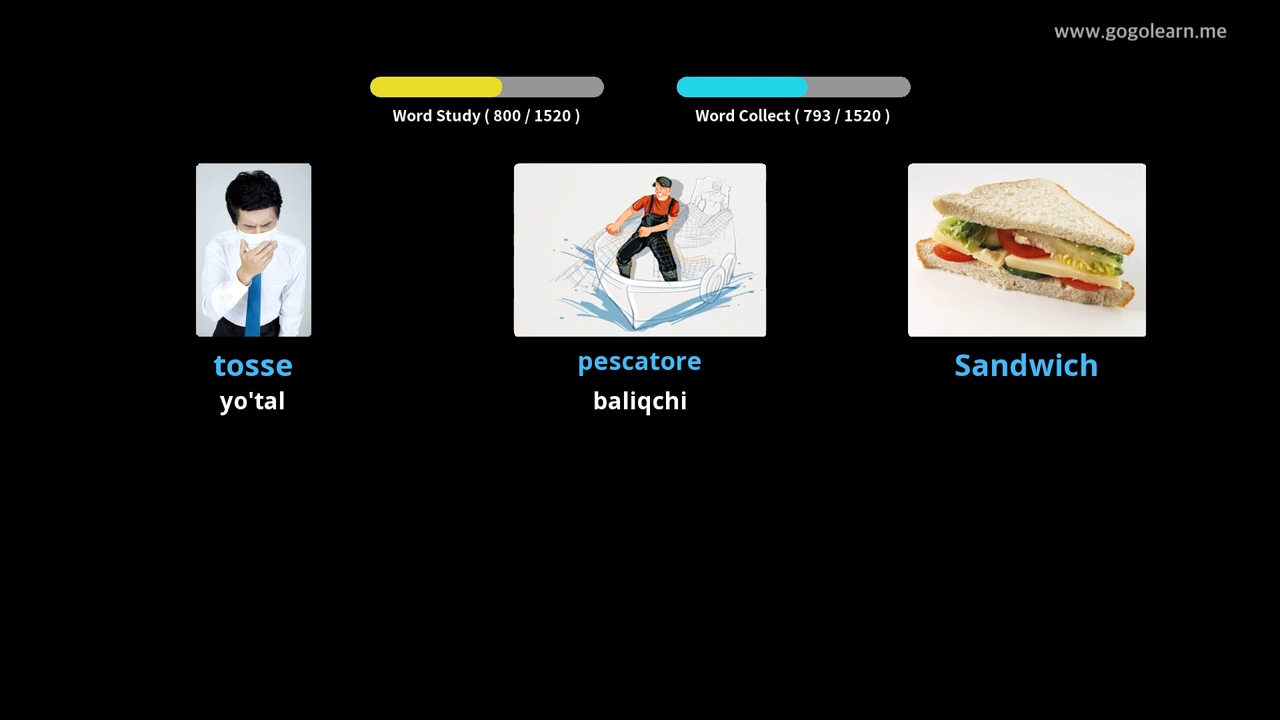 www.gogolearn.me
Word Study ( 800 / 1520 )
Word Collect ( 793 / 1520 )
tosse
yo'tal
pescatore
baliqchi
Sandwich